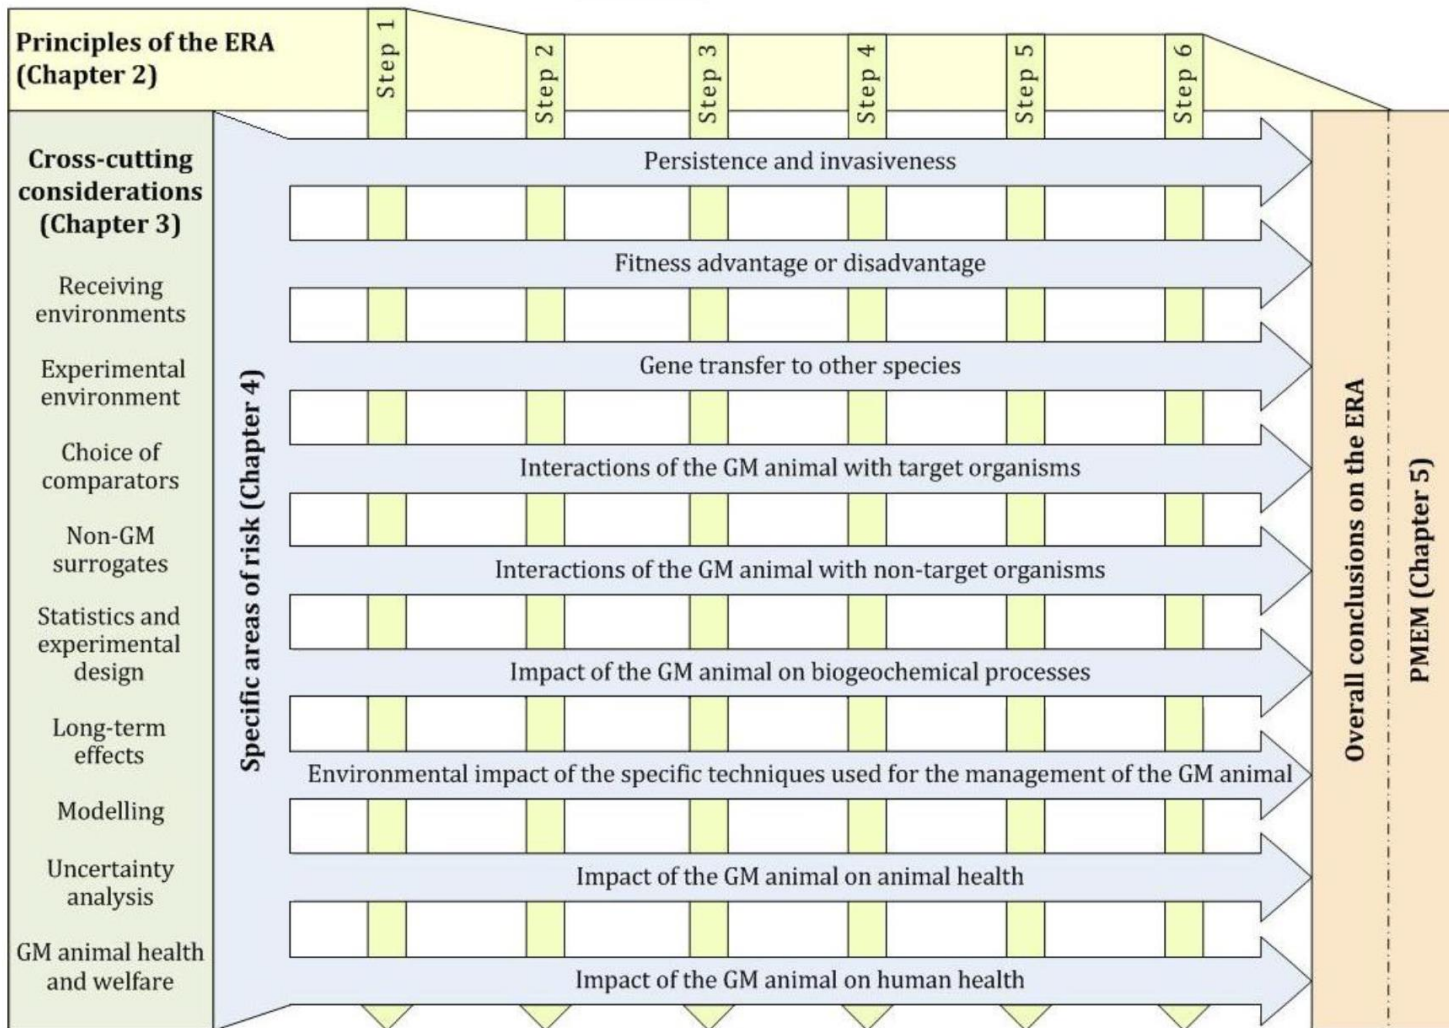 Principles of the ERA
(Chapter 2)
Step 1
Step 2
Step 3
Step 4
Step 5
Step 6
Cross-cutting
considerations
(Chapter 3)
Receiving
environments
Experimental
environment
Choice of
comparators
Non-GM
surrogates
Statistics and
experimental
design
Long-term
effects
Modelling
Uncertainty
analysis
GM animal health
and welfare
Specific areas of risk (Chapter 4)
Persistence and invasiveness
Fitness advantage or disadvantage
Gene transfer to other species
Interactions of the GM animal with target organisms
Interactions of the GM animal with non-target organisms
Impact of the GM animal on biogeochemical processes
Environmental impact of the specific techniques used for the management of the GM animal
Impact of the GM animal on animal health
Impact of the GM animal on human health
Overall conclusions on the ERA
PMEM (Chapter 5)